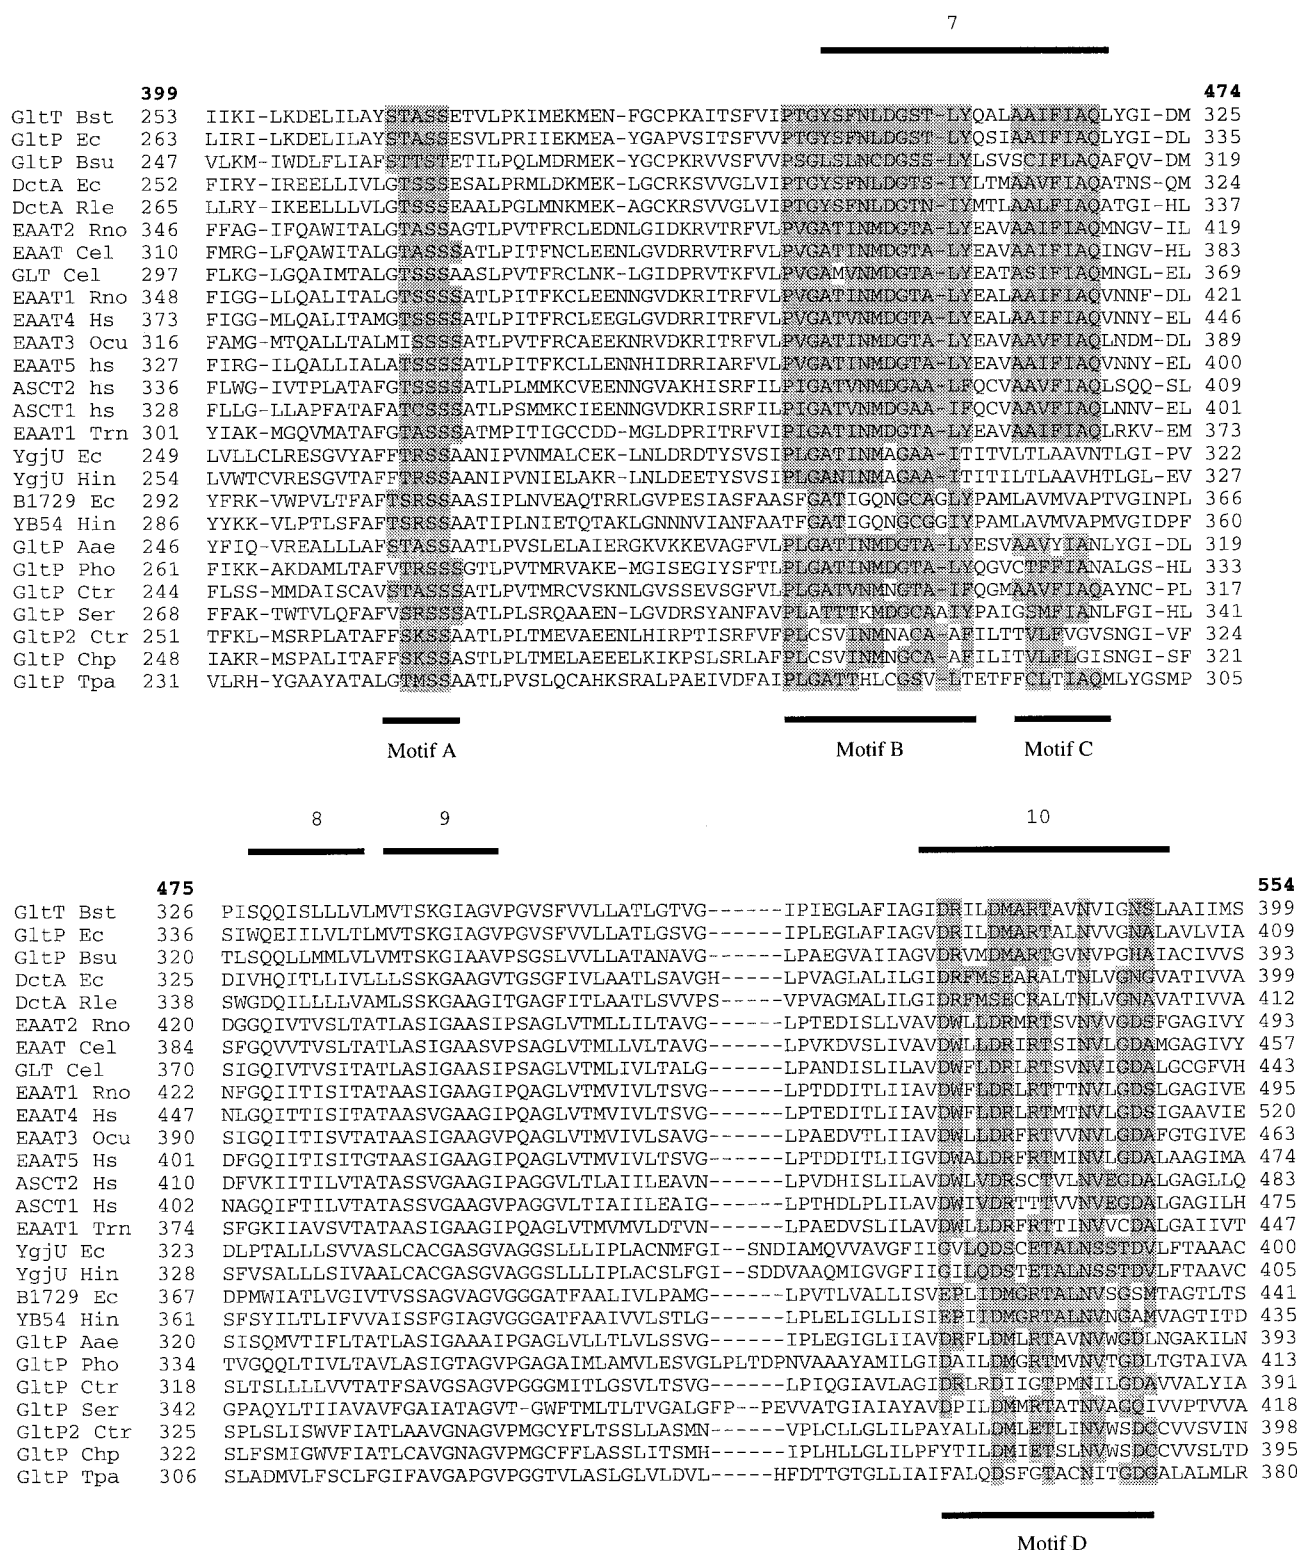 7
399 474
GltT Bst 253 IIKI-LKDELILAYSTASSETVLPKIMEKMEN-FGCPKAITSFVIPTGYSFNLDGST-LYQALAAIFIAQLYGI-DM 325
GltP Ec 263 LIRI-LKDELILAYSTASSESVLPRIIEKMEA-YGAPVSITSFVIPTGYSFNLDGST-LYQSIAAIFIAQLYGI-DL 335
GltP Bsu 247 VLKM-IWDLFLIAFSTTSTETILPQLMDRMEK-YGCPKRVVSFVVPSGLSLNCDGSS-LYLSVSCIFLAQAFQV-DM 319
DctA Ec 252 FIRY-IREELLIVLGTSSSESALPRMLDKMEK-LGCRKSVVGLVIPTGYSFNLDGTS-IYLTMAAVFIAQATNS-QM 324
DctA Rle 265 LLRY-IKEELLLVLGTSSSEAALPGLMNKMEK-AGCKRSVVGLVIPTGYSFNLDGTN-IYMTLAALFIAQATGI-HL 337
EAAT2 Rno 346 FFAG-IFQAWITALGTASSAGTLPVTFRCLEDNLGIDKRVTRFVLPVGATINMDGTA-LYEAVAAIFIAQMNGV-IL 419
EAAT Cel 310 FMRG-LFQAWITALGTASSSATLPITFNCLEENLGVDRRVTRFVLPVGATINMDGTA-LYEAVAAIFIAQINGV-HL 383
GLT Cel 297 FLKG-LGQAIMTALGTSSSAASLPVTFRCLNK-LGIDPRVTKFVLPVGAMVNMDGTA-LYEATASIFIAQMNGL-EL 369
EAAT1 Rno 348 FIGG-LLQALITALGTSSSSATLPITFKCLEENNGVDKRITRFVLPVGATINMDGTA-LYEALAAIFIAQVNNF-DL 421
EAAT4 Hs 373 FIGG-MLQALITAMGTSSSSATLPITFRCLEEGLGVDRRITRFVLPVGATVNMDGTA-LYEALAAIFIAQVNNY-EL 446
EAAT3 Ocu 316 FAMG-MTQALLTALMISSSSATLPVTFRCAEEKNRVDKRITRFVLPVGATINMDGTA-LYEAVAAVFIAQLNDM-DL 389
EAAT5 hs 327 FIRG-ILQALLIALATSSSSATLPITFKCLLENNHIDRRIARFVLPVGATINMDGTA-LYEAVAAIFIAQVNNY-EL 400
ASCT2 hs 336 FLWG-IVTPLATAFGTSSSSATLPLMMKCVEENNGVAKHISRFILPIGATVNMDGAA-LFQCVAAVFIAQLSQQ-SL 409
ASCT1 hs 328 FLLG-LLAPFATAFATCSSSATLPSMMKCIEENNGVDKRISRFILPIGATVNMDGAA-IFQCVAAVFIAQLNNV-EL 401
EAAT1 Trn 301 YIAK-MGQVMATAFGTASSSATMPITIGCCDD-MGLDPRITRFVIPIGATINMDGTA-LYEAVAAIFIAQLRKV-EM 373
YgjU Ec 249 LVLLCLRESGVYAFFTRSSAANIPVNMALCEK-LNLDRDTYSVSIPLGATINMAGAA-ITITVLTLAAVNTLGI-PV 322
YgjU Hin 254 LVWTCVRESGVTAFFTRSSAANIPVNIELAKR-LNLDEETYSVSIPLGANINMAGAA-ITITILTLAAVHTLGL-EV 327
B1729 Ec 292 YFRK-VWPVLTFAFTSRSSAASIPLNVEAQTRRLGVPESIASFAASFGATIGQNGCAGLYPAMLAVMVAPTVGINPL 366
YB54 Hin 286 YYKK-VLPTLSFAFTSRSSAATIPLNIETQTAKLGNNNVIANFAATFGATIGQNGCGGIYPAMLAVMVAPMVGIDPF 360
GltP Aae 246 YFIQ-VREALLLAFSTASSAATLPVSLELAIERGKVKKEVAGFVLPLGATINMDGTA-LYESVAAVYIANLYGI-DL 319
GltP Pho 261 FIKK-AKDAMLTAFVTRSSSGTLPVTMRVAKE-MGISEGIYSFTLPLGATINMDGTA-LYQGVCTFFIANALGS-HL 333
GltP Ctr 244 FLSS-MMDAISCAVSTASSSATLPVTMRCVSKNLGVSSEVSGFVLPLGATVNMNGTA-IFQGMAAVFIAQAYNC-PL 317
GltP Ser 268 FFAK-TWTVLQFAFVSRSSSATLPLSRQAAEN-LGVDRSYANFAVPLATTTKMDGCAAIYPAIGSMFIANLFGI-HL 341
GltP2 Ctr 251 TFKL-MSRPLATAFFSKSSAATLPLTMEVAEENLHIRPTISRFVFPLCSVINMNACA-AFILTTVLFVGVSNGI-VF 324
GltP Chp 248 IAKR-MSPALITAFFSKSSASTLPLTMELAEEELKIKPSLSRLAFPLCSVINMNGCA-AFILITVLFLGISNGI-SF 321
GltP Tpa 231 VLRH-YGAAYATALGTMSSAATLPVSLQCAHKSRALPAEIVDFAIPLGATTHLCGSV-LTETFFCLTIAQMLYGSMP 305
Motif A Motif B Motif C
8 9 10
475 554
GltT Bst 326 PISQQISLLLVLMVTSKGIAGVPGVSFVVLLATLGTVG------IPIEGLAFIAGIDRILDMARTAVNVIGNSLAAIIMS 399
GltP Ec 336 SIWQEIILVLTLMVTSKGIAGVPGVSFVVLLATLGSVG------IPLEGLAFIAGVDRILDMARTALNVVGNALAVLVIA 409
GltP Bsu 320 TLSQQLLMMLVLVMTSKGIAAVPSGSLVVLLATANAVG------LPAEGVAIIAGVDRVMDMARTGVNVPGHAIACIVVS 393
DctA Ec 325 DIVHQITLLIVLLLSSKGAAGVTGSGFIVLAATLSAVGH-----LPVAGLALILGIDRFMSEARALTNLVGNGVATIVVA 399
DctA Rle 338 SWGDQILLLLVAMLSSKGAAGITGAGFITLAATLSVVPS-----VPVAGMALILGIDRFMSECRALTNLVGNAVATIVVA 412
EAAT2 Rno 420 DGGQIVTVSLTATLASIGAASIPSAGLVTMLLILTAVG------LPTEDISLLVAVDWLLDRMRTSVNVVGDSFGAGIVY 493
EAAT Cel 384 SFGQVVTVSLTATLASIGAASVPSAGLVTMLLVLTAVG------LPVKDVSLIVAVDWLLDRIRTSINVLGDAMGAGIVY 457
GLT Cel 370 SIGQIVTVSITATLASIGAASVPSAGLVTMLIVLTALG------LPANDISLILAVDWFLDRLRTSVNVIGDALGCGFVH 443
EAAT1 Rno 422 NFGQIITISITATAASIGAAGIPQAGLVTMVIVLTSVG------LPTDDITLIIAVDWFLDRLRTTTNVLGDSLGAGIVE 495
EAAT4 Hs 447 NLGQITTISITATAASVGAAGIPQAGLVTMVIVLTSVG------LPTEDITLIIAVDWFLDRLRTMTNVLGDSIGAAVIE 520
EAAT3 Ocu 390 SIGQIITISVTATAASIGAAGVPQAGLVTMVIVLSAVG------LPAEDVTLIIAVDWLLDRFRTVVNVLGDAFGTGIVE 463
EAAT5 Hs 401 DFGQIITISITGTAASIGAAGIPQAGLVTMVIVLTSVG------LPTDDITLIIGVDWALDRFRTMINVLGDALAAGIMA 474
ASCT2 Hs 410 DFVKIITILVTATASSVGAAGIPAGGVLTLAIILEAVN------LPVDHISLILAVDWLVDRSCTVLNVEGDALGAGLLQ 483
ASCT1 Hs 402 NAGQIFTILVTATASSVGAAGVPAGGVLTIAIILEAIG------LPTHDLPLILAVDWIVDRTTTVVNVEGDALGAGILH 475
EAAT1 Trn 374 SFGKIIAVSVTATAASIGAAGIPQAGLVTMVMVLDTVN------LPAEDVSLILAVDWLLDRFRTTINVVCDALGAIIVT 447
YgjU Ec 323 DLPTALLLSVVASLCACGASGVAGGSLLLIPLACNMFGI--SNDIAMQVVAVGFIIGVLQDSCETALNSSTDVLFTAAAC 400
YgjU Hin 328 SFVSALLLSIVAALCACGASGVAGGSLLLIPLACSLFGI--SDDVAAQMIGVGFIIGILQDSTETALNSSTDVLFTAAVC 405
B1729 Ec 367 DPMWIATLVGIVTVSSAGVAGVGGGATFAALIVLPAMG------LPVTLVALLISVEPLIDMGRTALNVSGSMTAGTLTS 441
YB54 Hin 361 SFSYILTLIFVVAISSFGIAGVGGGATFAAIVVLSTLG------LPLELIGLLISIEPITDMGRTALNVNGAMVAGTITD 435
GltP Aae 320 SISQMVTIFLTATLASIGAAAIPGAGLVLLTLVLSSVG------IPLEGIGLIIAVDRFLDMLRTAVNVWGDLNGAKILN 393
GltP Pho 334 TVGQQLTIVLTAVLASIGTAGVPGAGAIMLAMVLESVGLPLTDPNVAAAYAMILGIDAILDMGRTMVNVTGDLTGTAIVA 413
GltP Ctr 318 SLTSLLLLVVTATFSAVGSAGVPGGGMITLGSVLTSVG------LPIQGIAVLAGIDRLRDIIGTPMNILGDAVVALYIA 391
GltP Ser 342 GPAQYLTIIAVAVFGAIATAGVT-GWFTMLTLTVGALGFP--PEVVATGIAIAYAVDPILDMMRTATNVAGQIVVPTVVA 418
GltP2 Ctr 325 SPLSLISWVFIATLAAVGNAGVPMGCYFLTSSLLASMN------VPLCLLGLILPAYALLDMLETLINVWSDCCVVSVIN 398
GltP Chp 322 SLFSMIGWVFIATLCAVGNAGVPMGCFFLASSLITSMH------IPLHLLGLILPFYTILDMIETSLNVWSDCCVVSLTD 395
GltP Tpa 306 SLADMVLFSCLFGIFAVGAPGVPGGTVLASLGLVLDVL-----HFDTTGTGLLIAIFALQDSFGTACNITGDGALALMLR 380
Motif D